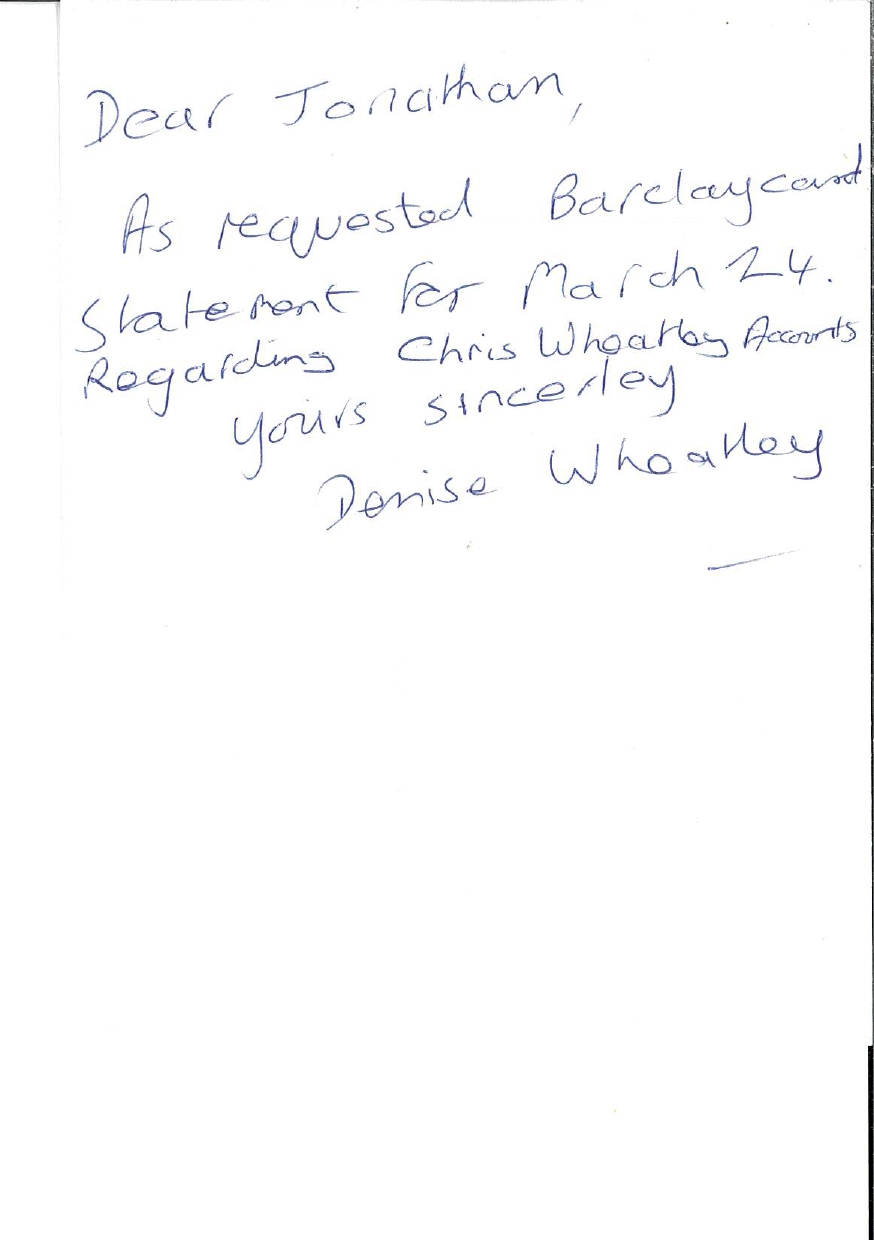 Dear Jonathan,
As requested Barclaycard
Statement for March 24.
Regarding Chris Wheatley Accounts
Yours sincerley
Denise Wheatley